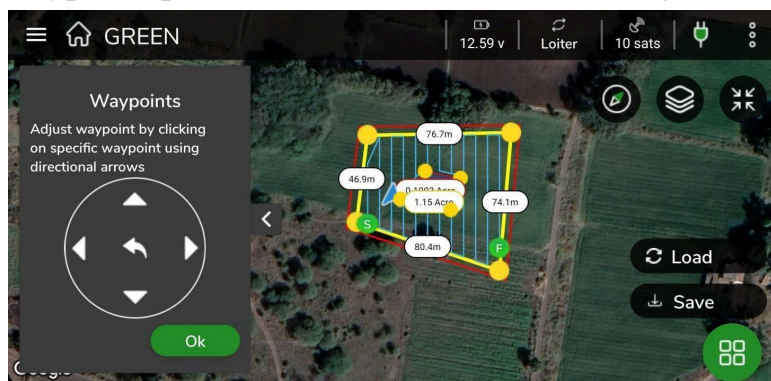 GREEN
12.59 v
Loiter
10 sats
Waypoints
Adjust waypoint by clicking
on specific waypoint using
directional arrows
Ok
76.7m
46.9m
1.15 Acre
74.1m
80.4m
S
F
Load
Save